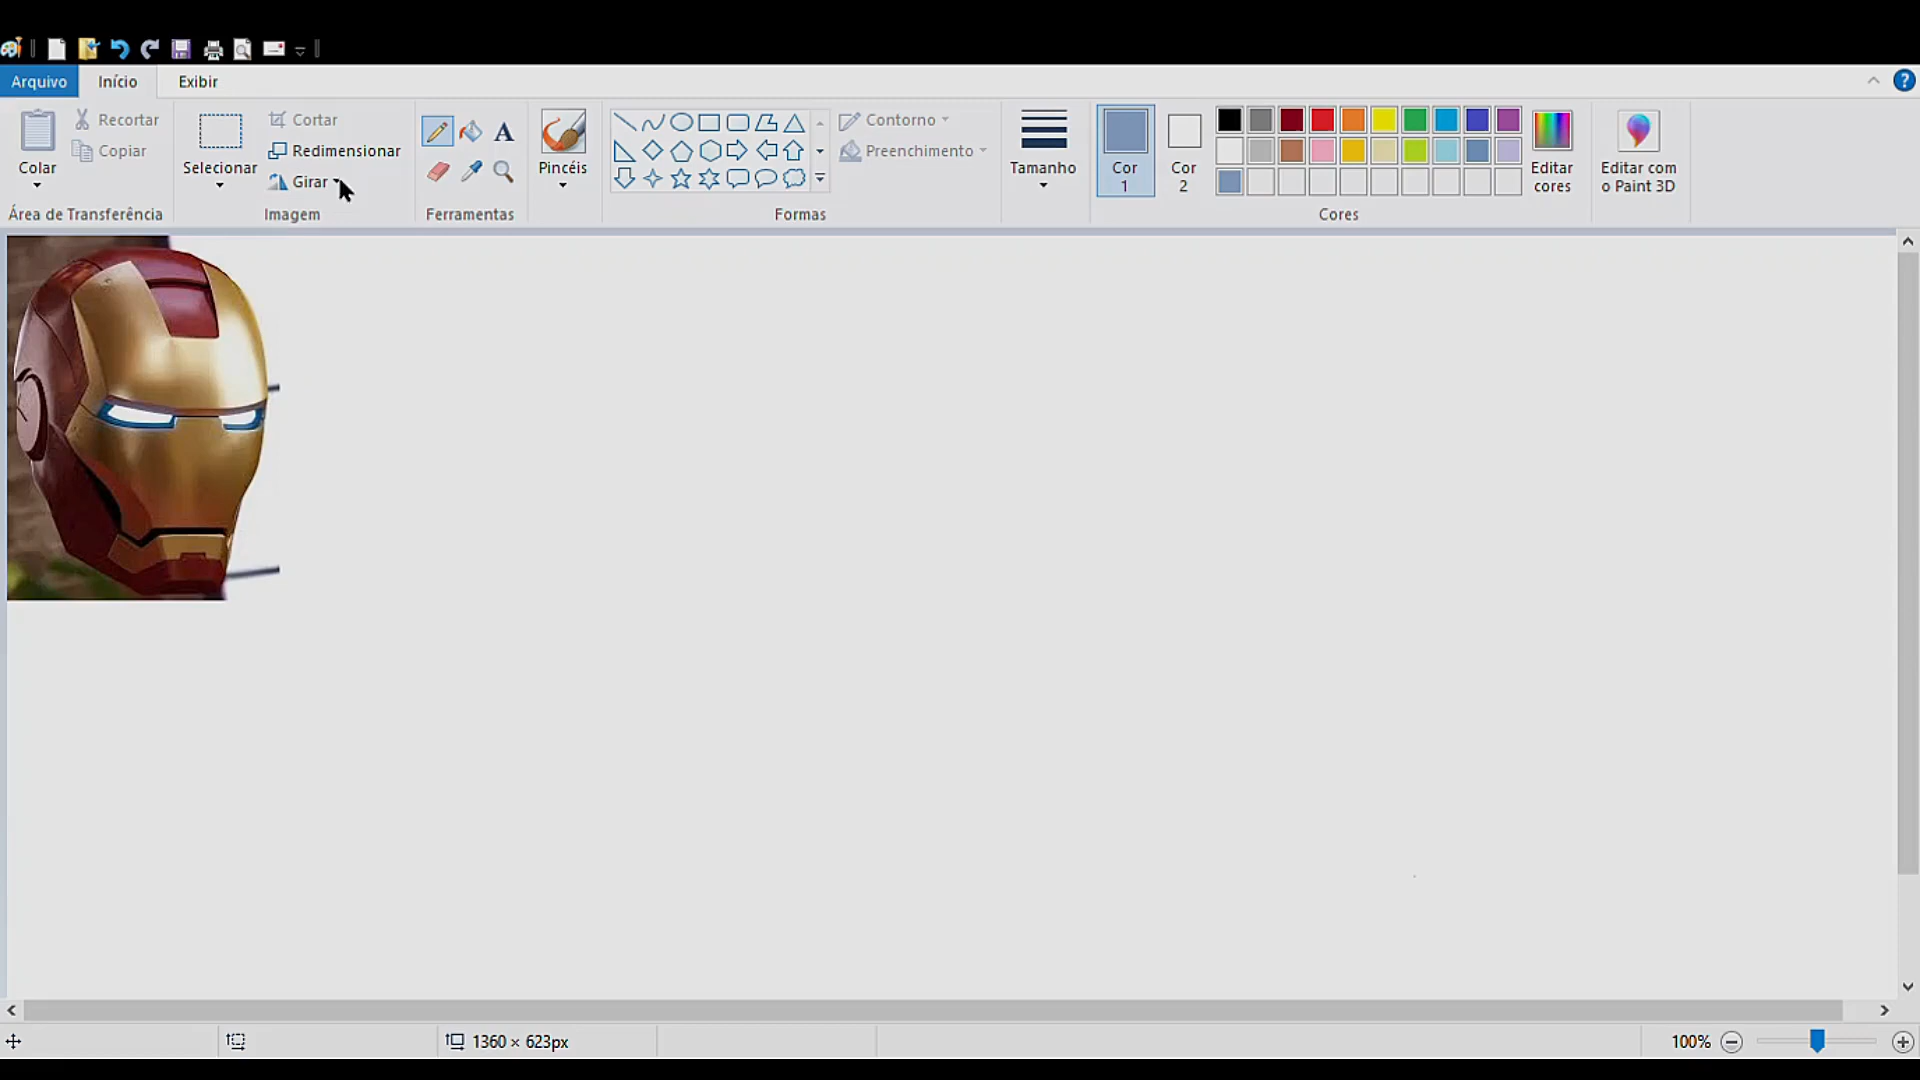 Arquivo Início Exibir
Colar
Recortar
Copiar
Área de Transferência
Selecionar
Cortar
Redimensionar
Girar
Imagem
A
Ferramentas
Pincéis
Contorno
Preenchimento
Formas
Tamanho
Cor
1
Cor
2
Editar
cores
Cores
Editar com
o Paint 3D
?
1360 × 623px
100%